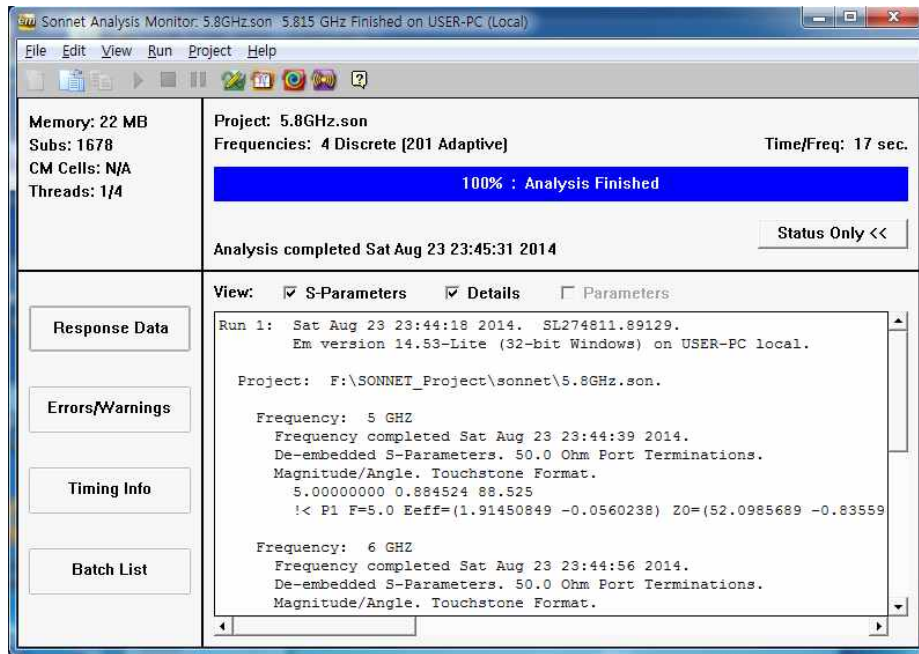 Sonnet Analysis Monitor: 5.8GHz.son 5.815 GHz Finished on USER-PC (Local)
File Edit View Run Project Help
Memory: 22 MB
Subs: 1678
CM Cells: N/A
Threads: 1/4
Project: 5.8GHz.son
Frequencies: 4 Discrete (201 Adaptive)
Time/Freq: 17 sec.
100% : Analysis Finished
Status Only <<
Analysis completed Sat Aug 23 23:45:31 2014
Response Data
Errors/Warnings
Timing Info
Batch List
View: S-Parameters Details Parameters
Run 1: Sat Aug 23 23:44:18 2014. SL274811.89129.
Em version 14.53-Lite (32-bit Windows) on USER-PC local.
Project: F:\SONNET_Project\sonnet\5.8GHz.son.
Frequency: 5 GHZ
Frequency completed Sat Aug 23 23:44:39 2014.
De-embedded S-Parameters. 50.0 Ohm Port Terminations.
Magnitude/Angle. Touchstone Format.
5.00000000 0.884524 88.525
!< P1 F=5.0 Eeff=(1.91450849 -0.0560238) Z0=(52.0985689 -0.83559
Frequency: 6 GHZ
Frequency completed Sat Aug 23 23:44:56 2014.
De-embedded S-Parameters. 50.0 Ohm Port Terminations.
Magnitude/Angle. Touchstone Format.